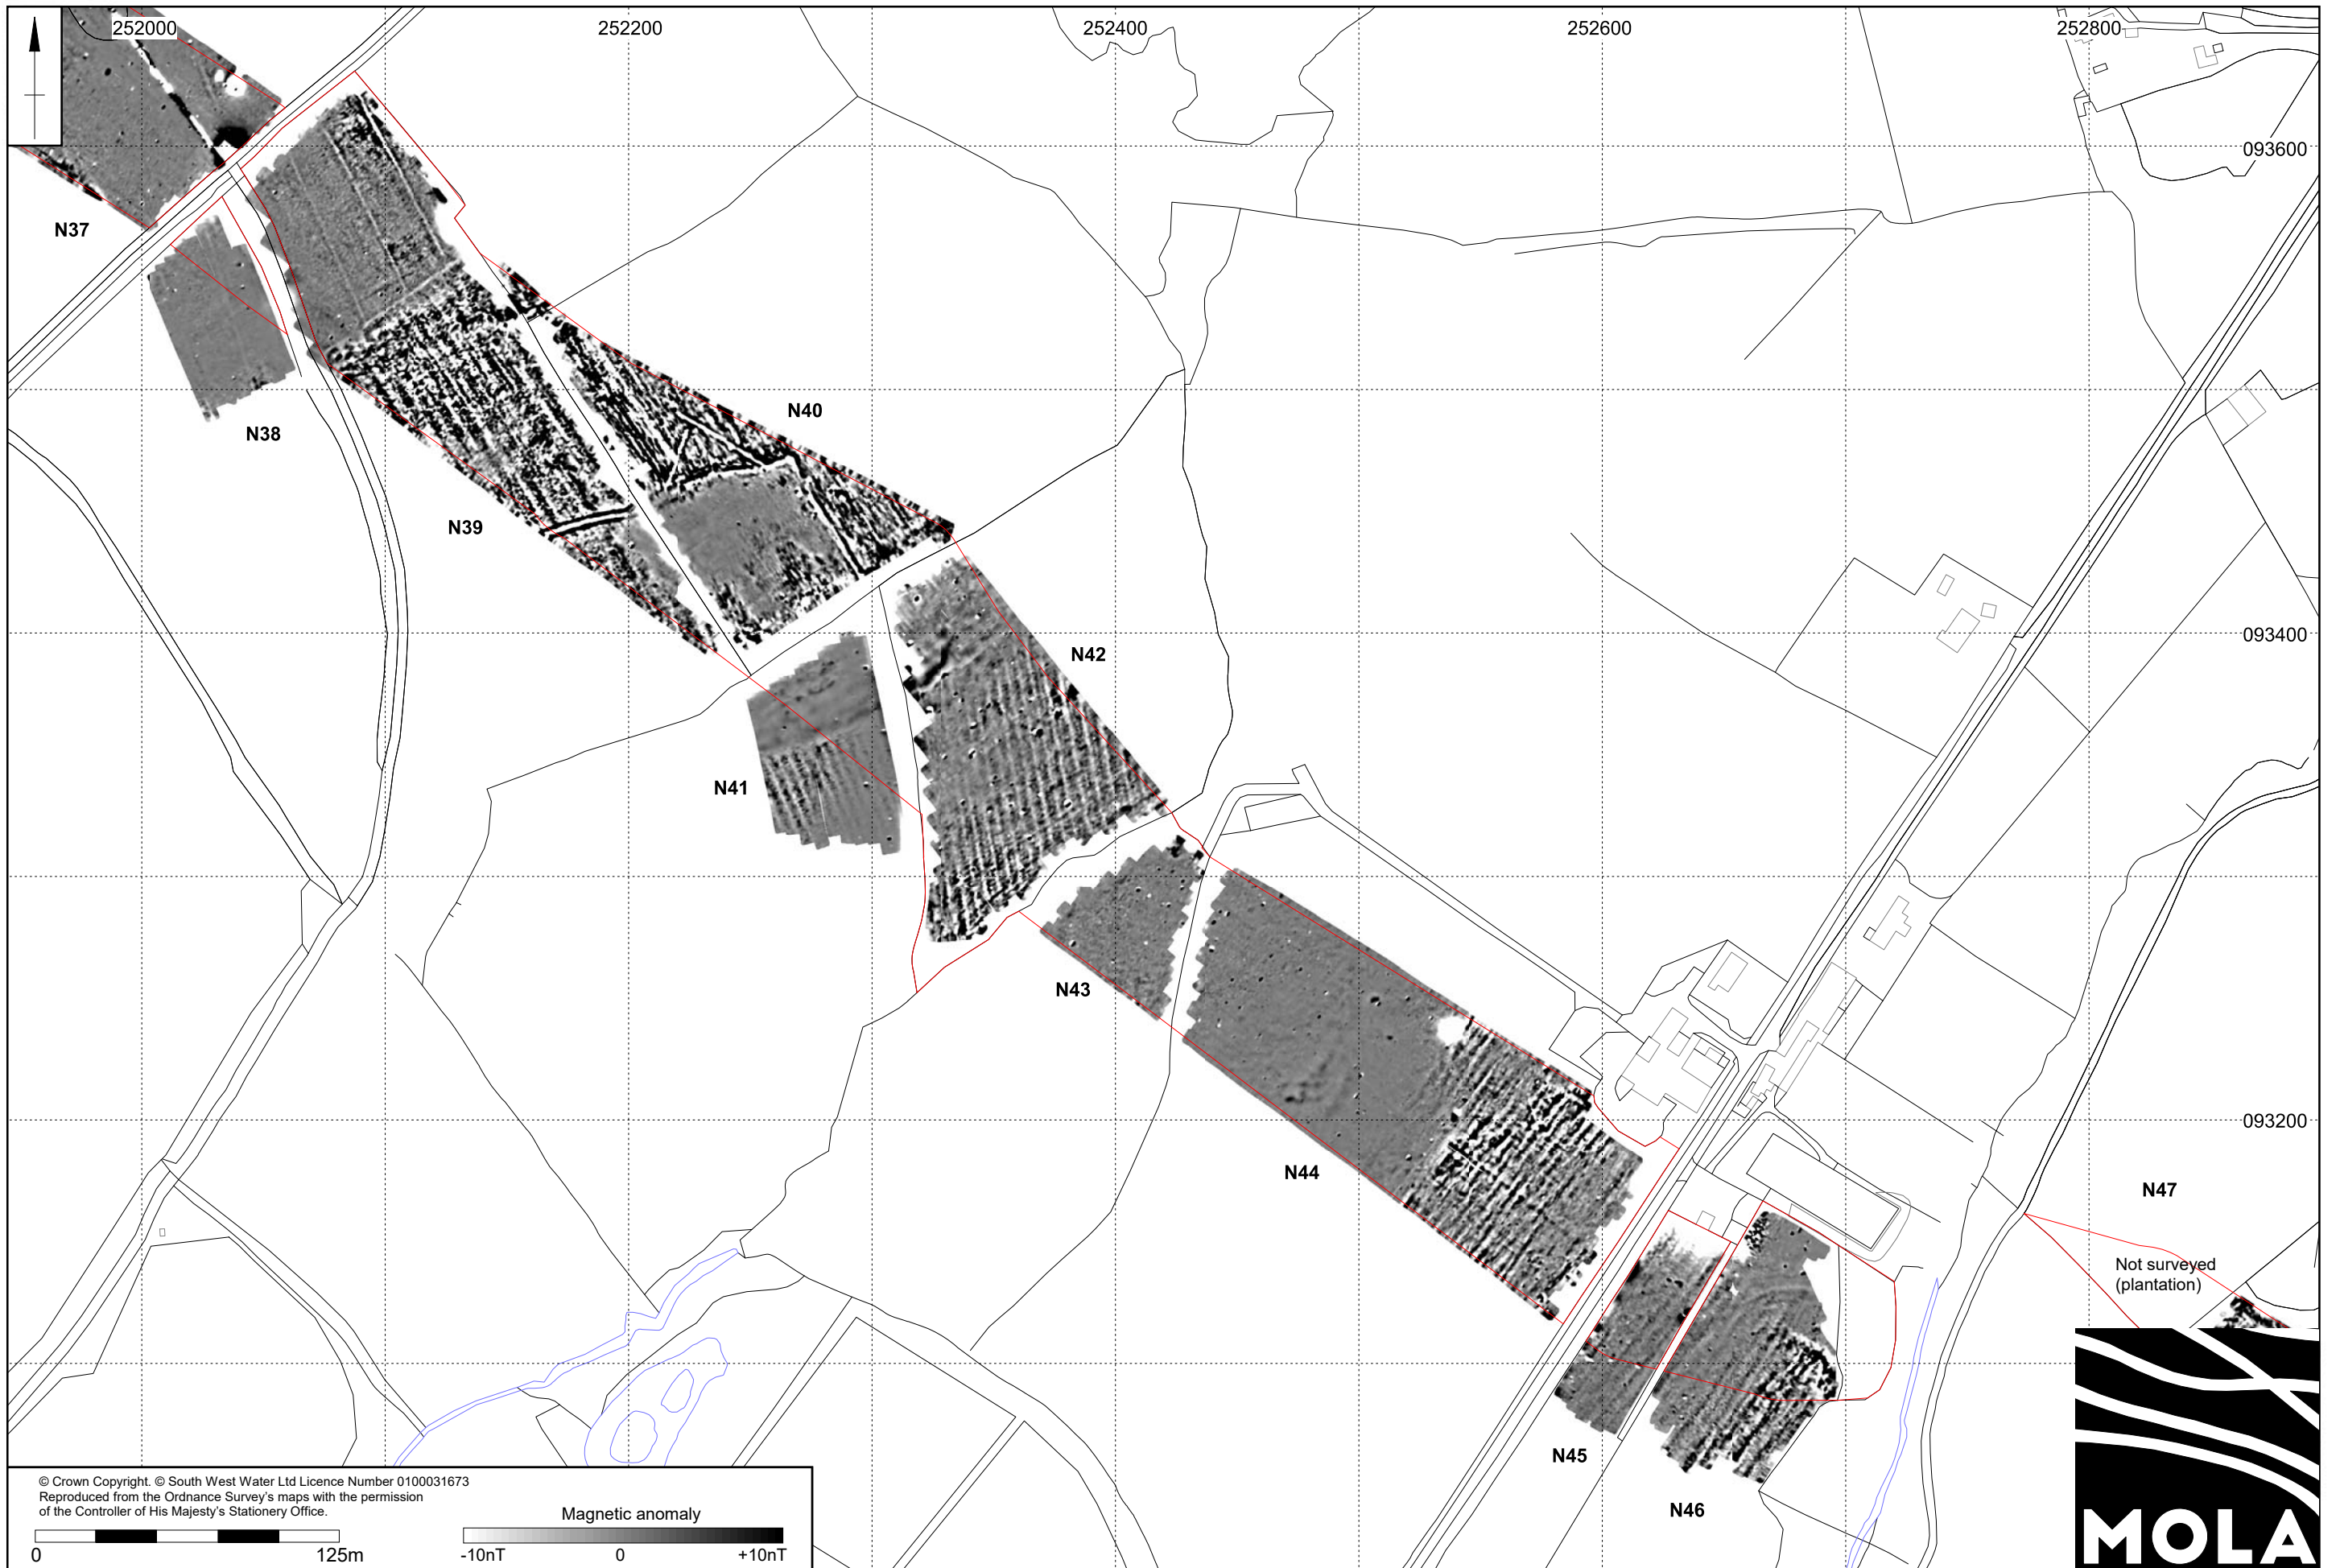 252000
252200
252400
252600
252800
093600
N37
N40
N38
N39
093400
N42
N41
N43
093200
N44
N47
Not surveyed
(plantation)
N45
N46
© Crown Copyright. © South West Water Ltd Licence Number 0100031673
Reproduced from the Ordnance Survey's maps with the permission
of the Controller of His Majesty's Stationery Office.
Magnetic anomaly
0 125m
-10nT 0 +10nT
MOLA